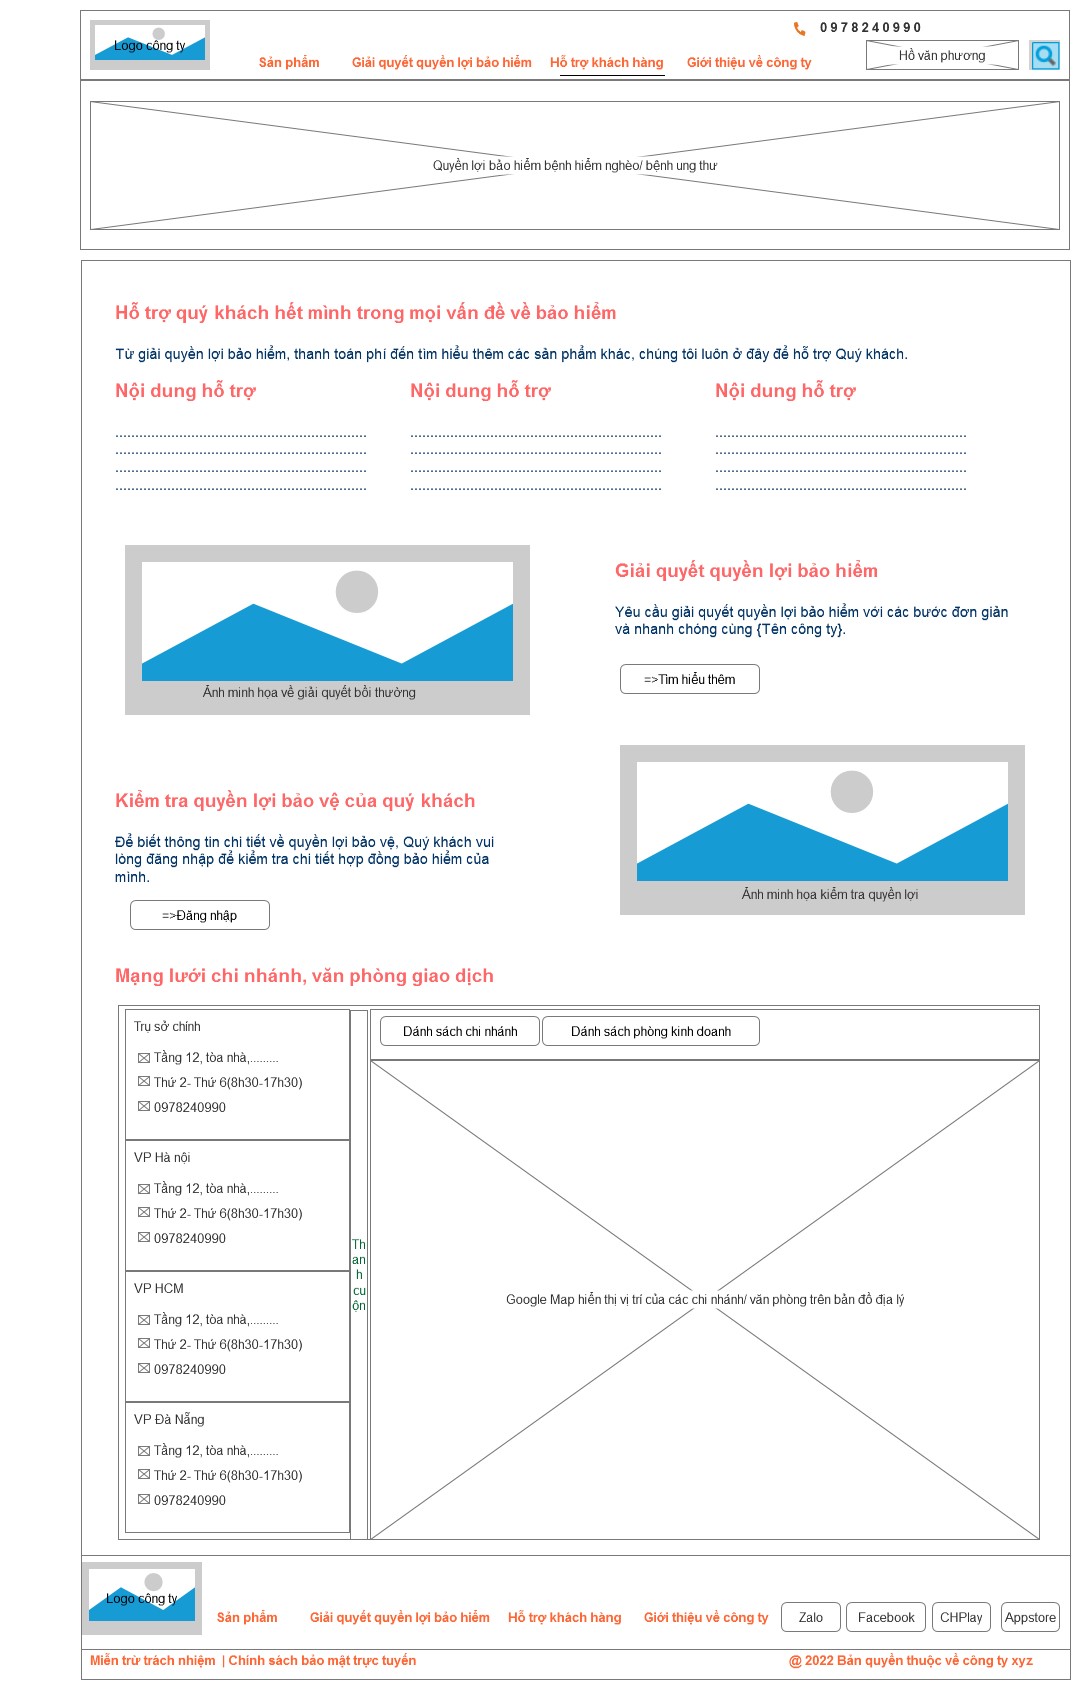 Logo công ty
0978240990
Sản phẩm Giải quyết quyền lợi bảo hiểm Hỗ trợ khách hàng Giới thiệu về công ty
Hồ văn phương
Quyền lợi bảo hiểm bệnh hiểm nghèo/ bệnh ung thư
Hỗ trợ quý khách hết mình trong mọi vấn đề về bảo hiểm
Từ giải quyền lợi bảo hiểm, thanh toán phí đến tìm hiểu thêm các sản phẩm khác, chúng tôi luôn ở đây để hỗ trợ Quý khách.
Nội dung hỗ trợ Nội dung hỗ trợ Nội dung hỗ trợ
Ảnh minh họa về giải quyết bồi thường
Giải quyết quyền lợi bảo hiểm
Yêu cầu giải quyết quyền lợi bảo hiểm với các bước đơn giản
và nhanh chóng cùng {Tên công ty}.
=>Tìm hiểu thêm
Kiểm tra quyền lợi bảo vệ của quý khách
Để biết thông tin chi tiết về quyền lợi bảo vệ, Quý khách vui
lòng đăng nhập để kiểm tra chi tiết hợp đồng bảo hiểm của
mình.
=>Đăng nhập
Ảnh minh họa kiểm tra quyền lợi
Mạng lưới chi nhánh, văn phòng giao dịch
Trụ sở chính
Tầng 12, tòa nhà,.........
Thứ 2- Thứ 6(8h30-17h30)
0978240990
VP Hà nội
Tầng 12, tòa nhà,.........
Thứ 2- Thứ 6(8h30-17h30)
0978240990
VP HCM
Tầng 12, tòa nhà,.........
Thứ 2- Thứ 6(8h30-17h30)
0978240990
VP Đà Nẵng
Tầng 12, tòa nhà,.........
Thứ 2- Thứ 6(8h30-17h30)
0978240990
Th
an
h
cu
ộn
Dánh sách chi nhánh Dánh sách phòng kinh doanh
Google Map hiển thị vị trí của các chi nhánh/ văn phòng trên bản đồ địa lý
Logo công ty
Sản phẩm Giải quyết quyền lợi bảo hiểm Hỗ trợ khách hàng Giới thiệu về công ty
Zalo Facebook CHPlay Appstore
Miễn trừ trách nhiệm | Chính sách bảo mật trực tuyến
@ 2022 Bản quyền thuộc về công ty xyz